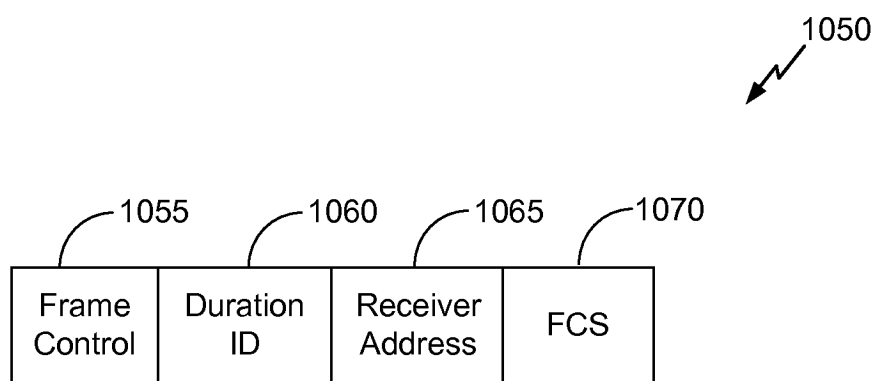 1050
1055
1060
1065
1070
Frame
Control
Duration
ID
Receiver
Address
FCS